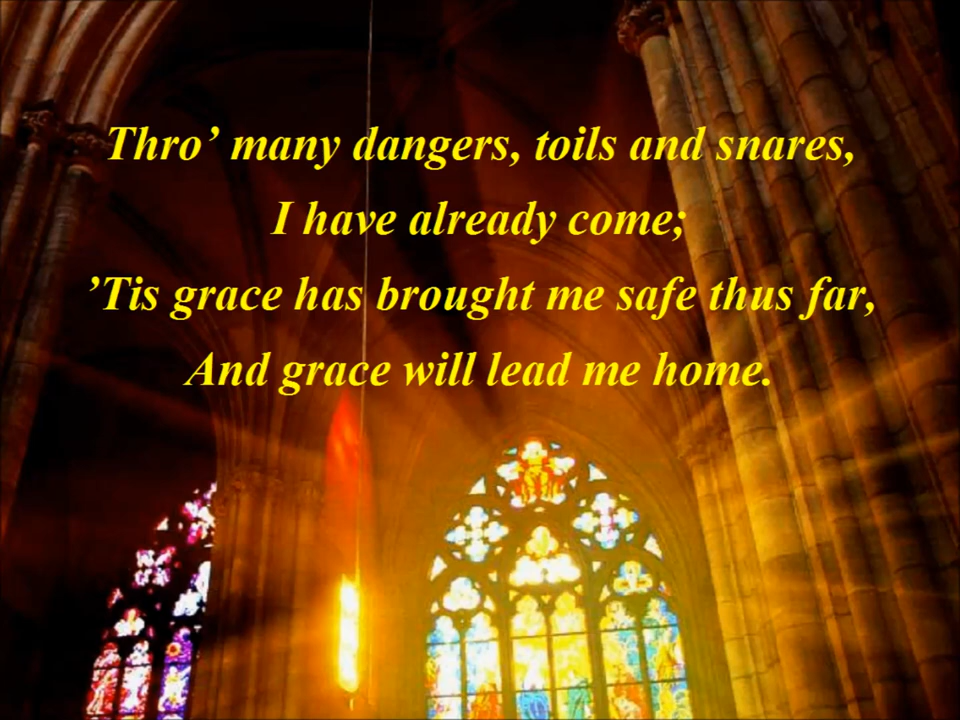 Thro’ many dangers, toils and snares,
I have already come;
’Tis grace has brought me safe thus far,
And grace will lead me home.